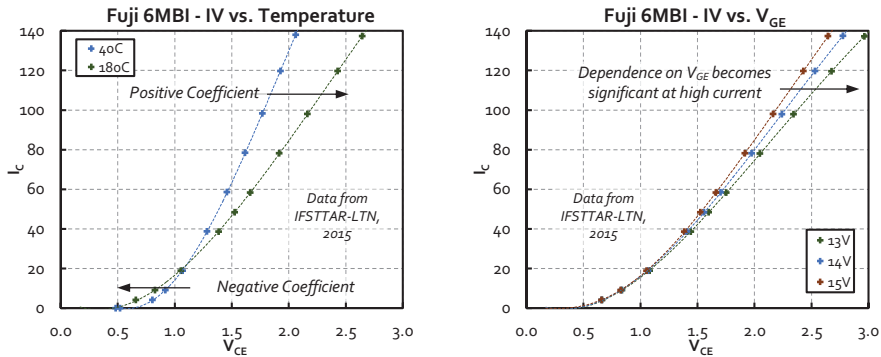 Fuji 6MBI - IV vs. Temperature
140
120
100
80
60
40
20
0
I_C
40C
180C
Positive Coefficient
Data from
IFSTTAR-LTN,
2015
Negative Coefficient
0.0 0.5 1.0 1.5 2.0 2.5 3.0
V_CE
Fuji 6MBI - IV vs. V_GE
140
120
100
80
60
40
20
0
I_C
Dependence on V_GE becomes
significant at high current
Data from
IFSTTAR-LTN,
2015
13V
14V
15V
0.0 0.5 1.0 1.5 2.0 2.5 3.0
V_CE